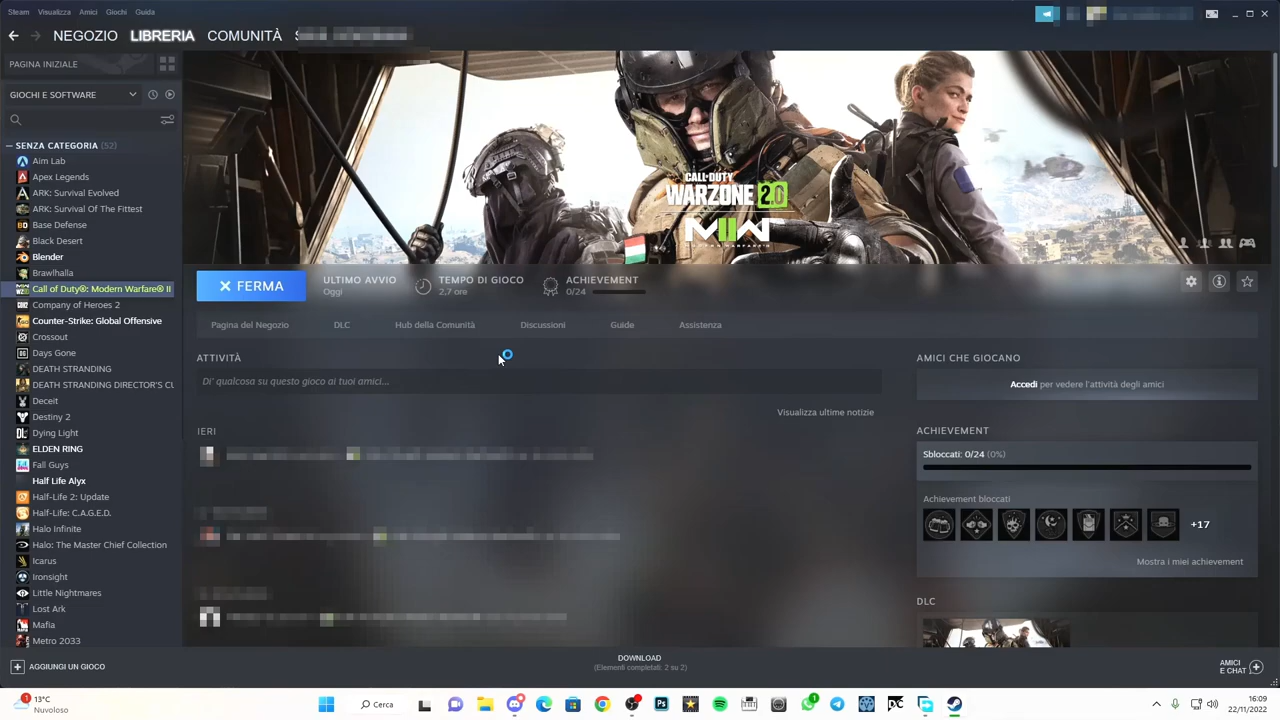 Steam Visualizza Amici Giochi Guida
NEGOZIO LIBRERIA COMUNITÀ
PAGINA INIZIALE
GIOCHI E SOFTWARE
SENZA CATEGORIA (52)
Aim Lab
Apex Legends
ARK: Survival Evolved
ARK: Survival Of The Fittest
Base Defense
Black Desert
Blender
Brawlhalla
Call of Duty®: Modern Warfare® II
Company of Heroes 2
Counter-Strike: Global Offensive
Crossout
Days Gone
DEATH STRANDING
DEATH STRANDING DIRECTOR'S CU
Deceit
Destiny 2
Dying Light
ELDEN RING
Fall Guys
Half Life Alyx
Half-Life 2: Update
Half-Life: C.A.G.E.D.
Halo Infinite
Halo: The Master Chief Collection
Icarus
Ironsight
Little Nightmares
Lost Ark
Mafia
Metro 2033
AGGIUNGI UN GIOCO
CALL OF DUTY
WARZONE 2.0
MWII
MODERN WARFARE II
FERMA
ULTIMO AVVIO
Oggi
TEMPO DI GIOCO
2,7 ore
ACHIEVEMENT
0/24
Pagina del Negozio DLC Hub della Comunità Discussioni Guide Assistenza
ATTIVITÀ
Di' qualcosa su questo gioco ai tuoi amici...
Visualizza ultime notizie
IERI
AMICI CHE GIOCANO
Accedi per vedere l'attività degli amici
ACHIEVEMENT
Sbloccati: 0/24 (0%)
Achievement bloccati
+17
Mostra i miei achievement
DLC
DOWNLOAD
(Elementi completati: 2 su 2)
AMICI
E CHAT
1
13°C
Nuvoloso
Cerca
Ps
1
16:09
22/11/2022